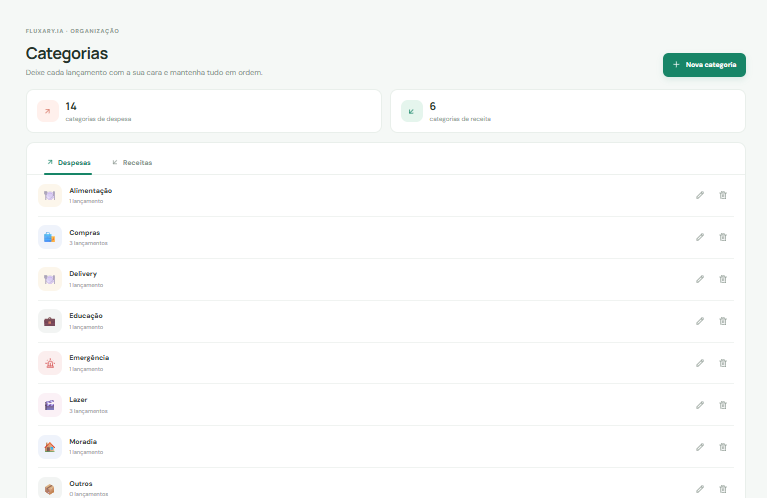 FLUXARY.IA · ORGANIZAÇÃO
Categorias
Deixe cada lançamento com a sua cara e mantenha tudo em ordem.
+ Nova categoria
14
categorias de despesa
6
categorias de receita
Despesas
Receitas
Alimentação
1 lançamento
Compras
3 lançamentos
Delivery
1 lançamento
Educação
1 lançamento
Emergência
1 lançamento
Lazer
3 lançamentos
Moradia
1 lançamento
Outros
0 lançamentos